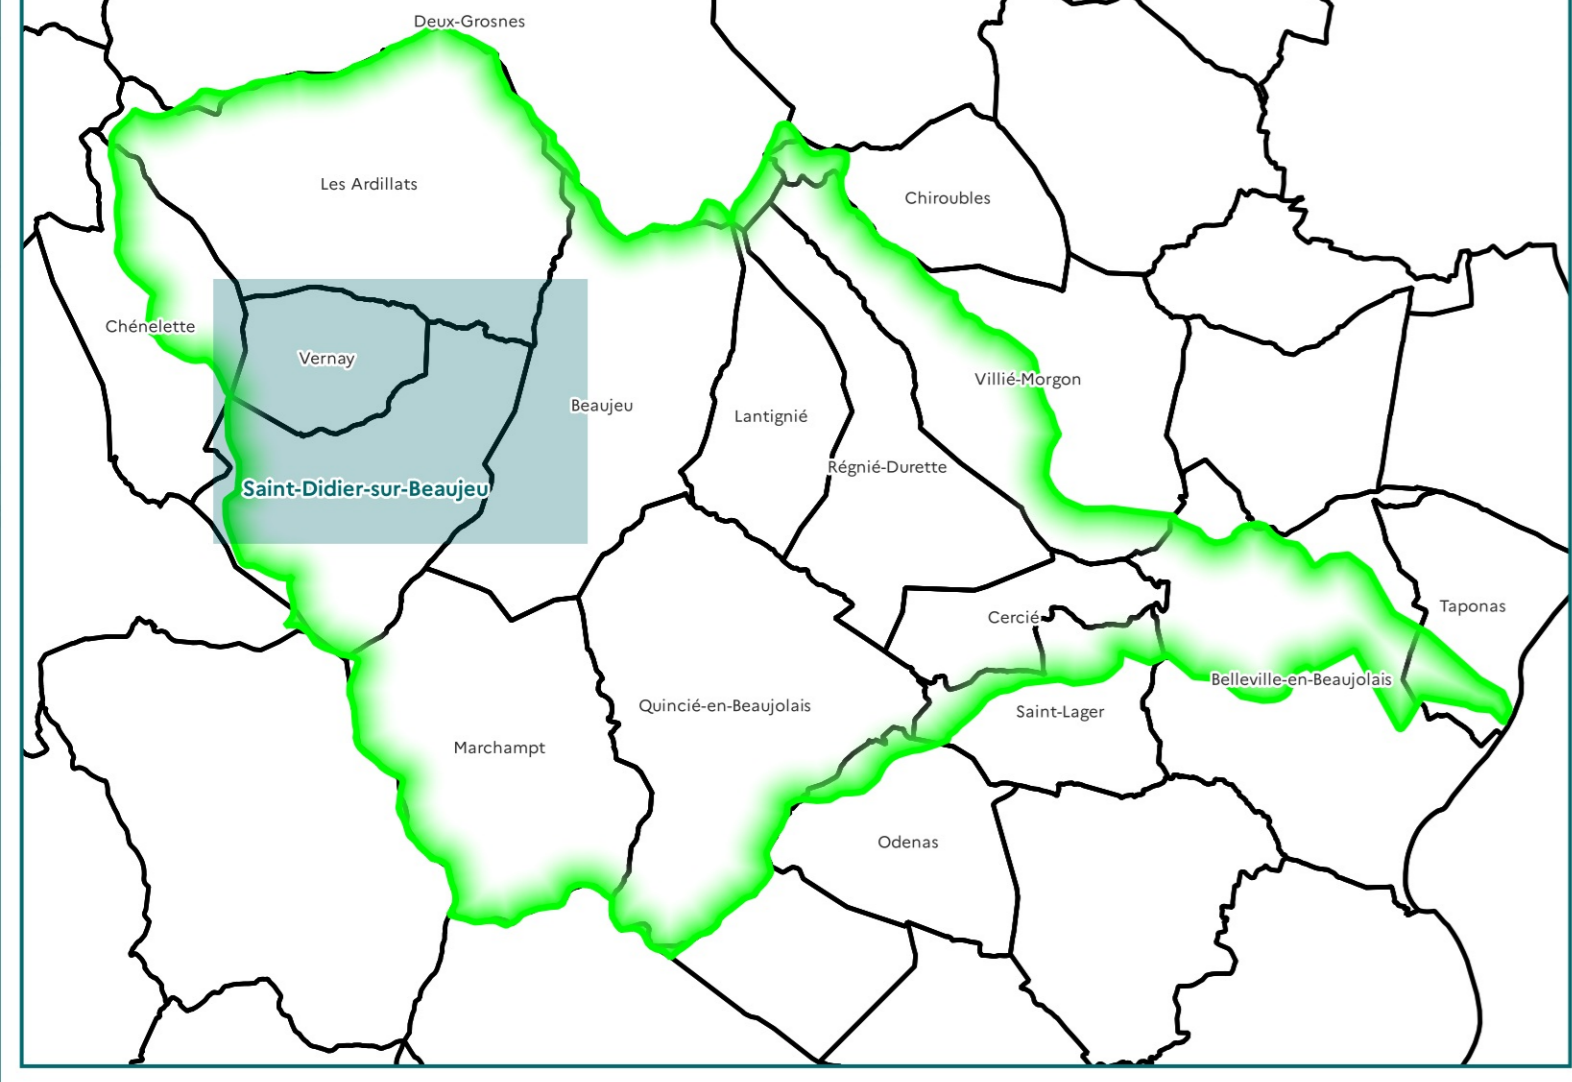 Deux-Grosnes
Les Ardillats
Chiroubles
Chénelette
Vernay
Villié-Morgon
Beaujeu
Lantignié
Régnié-Durette
Saint-Didier-sur-Beaujeu
Taponas
Cercié
Belleville-en-Beaujolais
Quincié-en-Beaujolais
Saint-Lager
Marchampt
Odenas